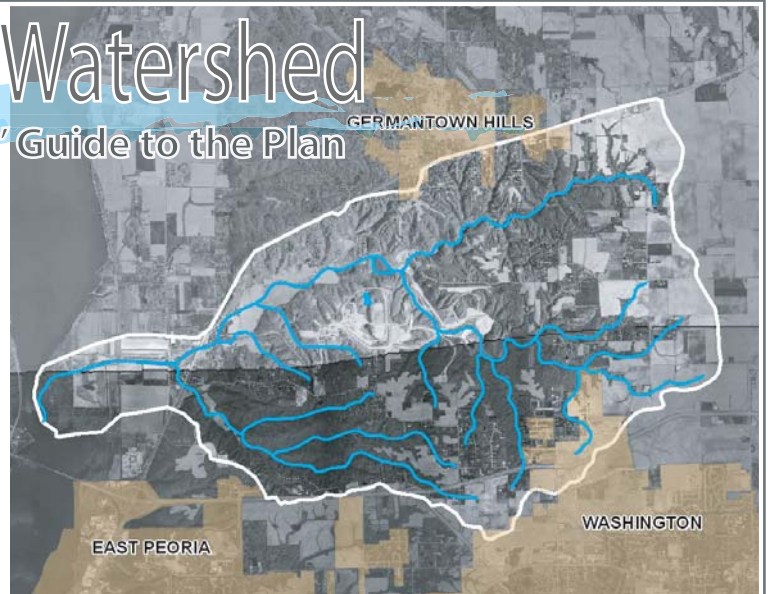 Watershed
’ Guide to the Plan
GERMANTOWN HILLS
WASHINGTON
EAST PEORIA